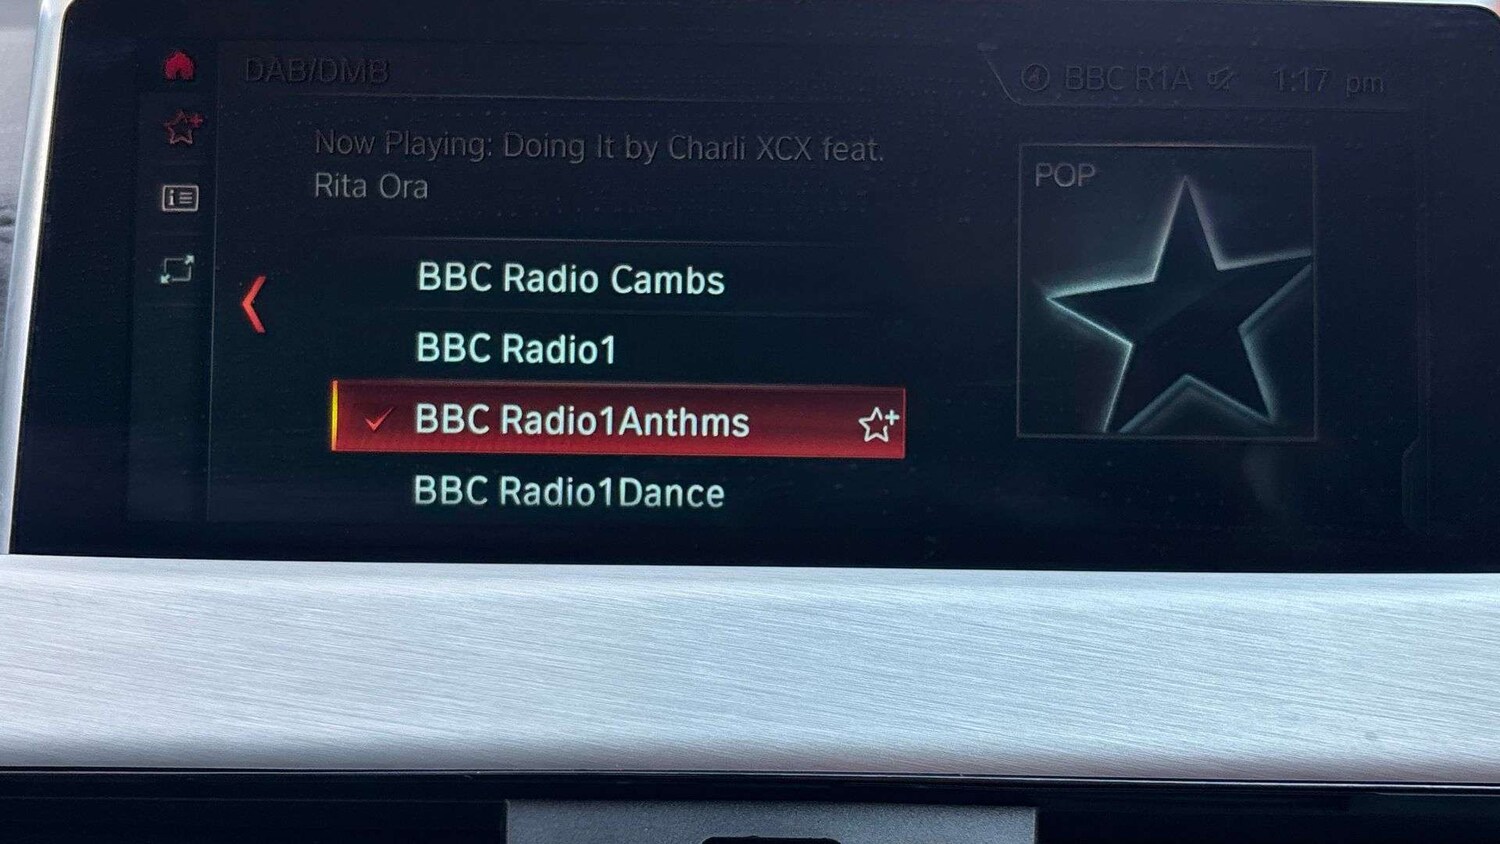 DAB/DMB
BBC R1A 1:17 pm
Now Playing: Doing It by Charli XCX feat.
Rita Ora
POP
BBC Radio Cambs
BBC Radio1
BBC Radio1Anthms
BBC Radio1Dance